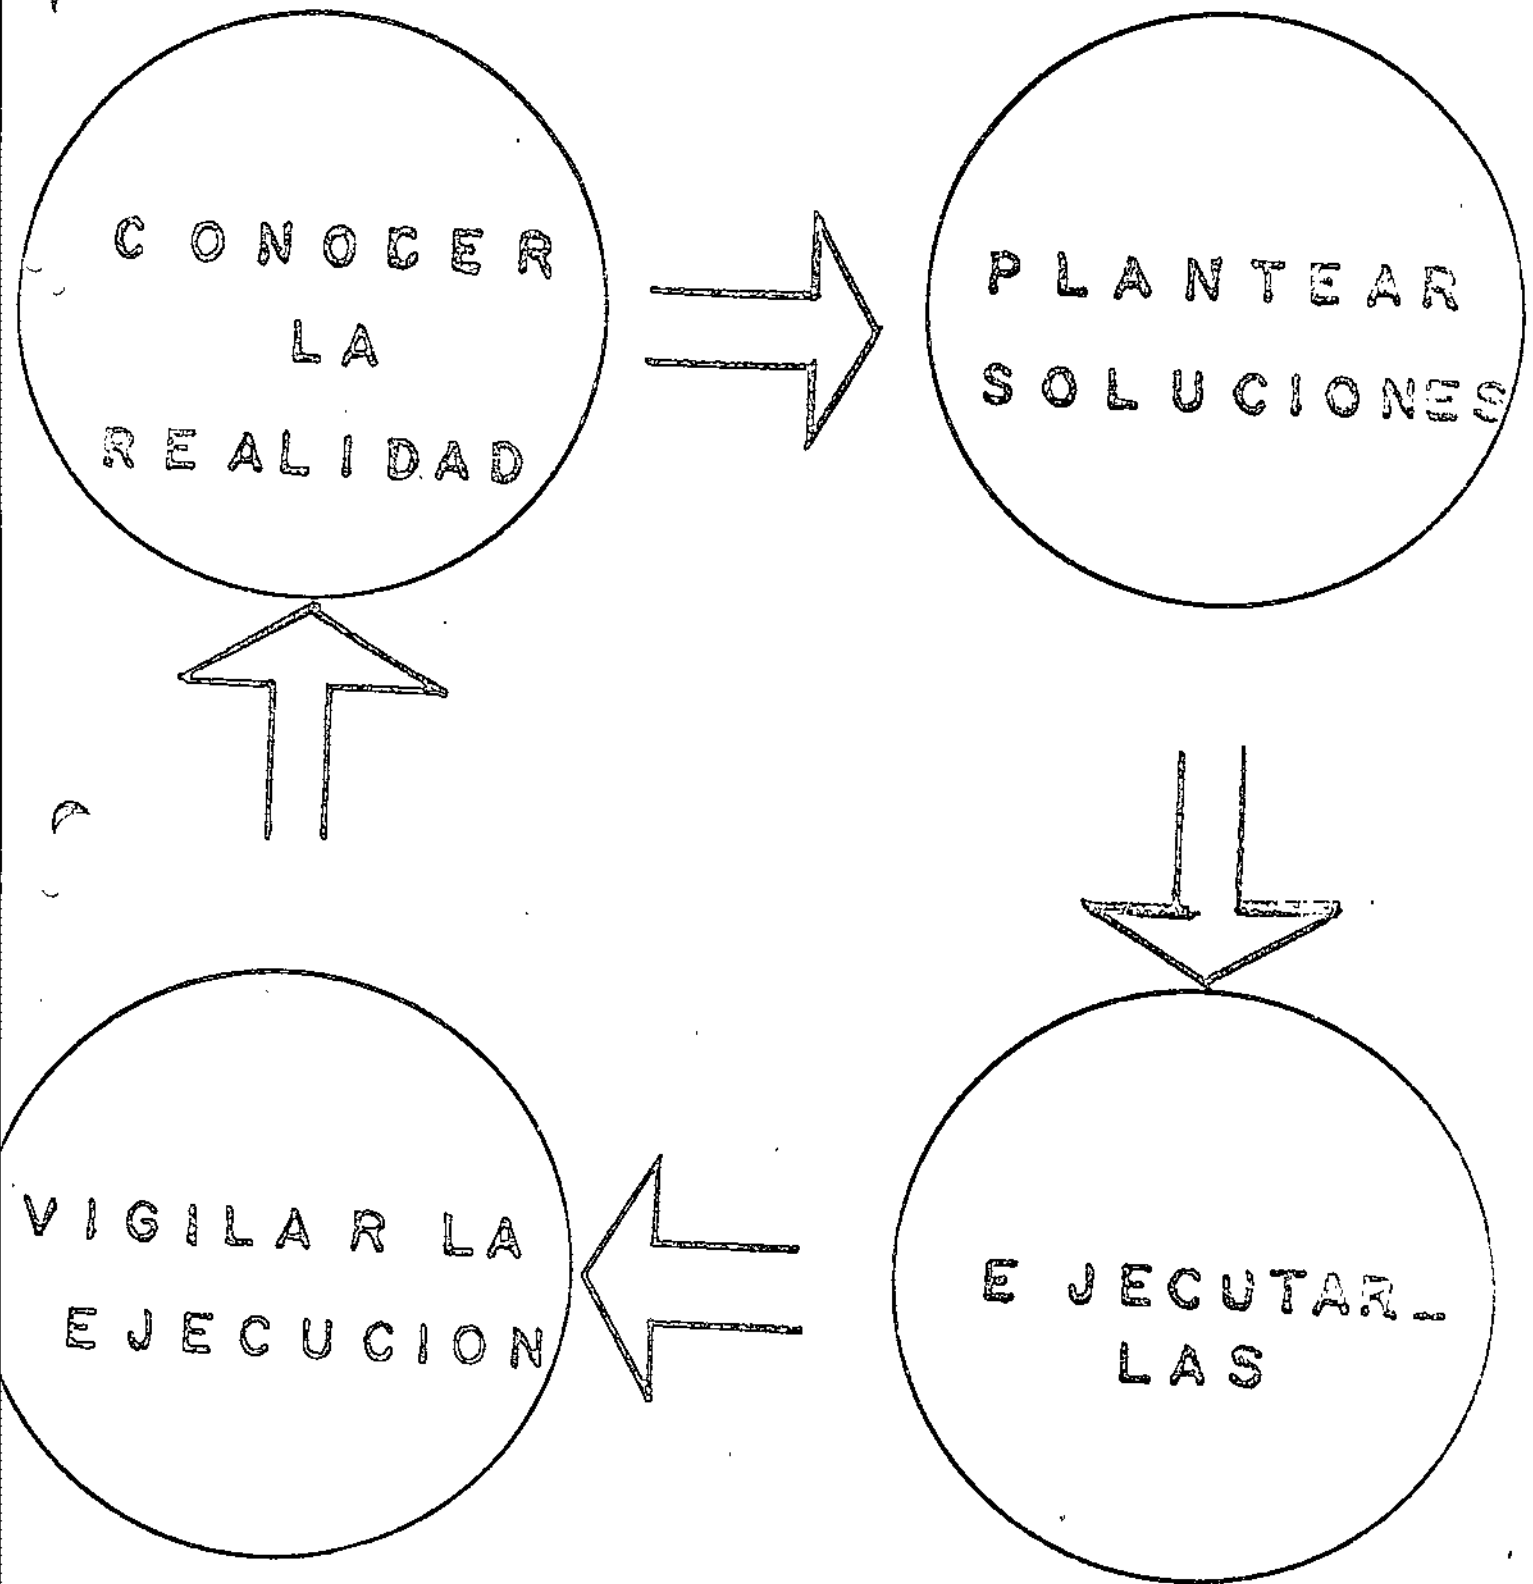 CONOCER
LA
REALIDAD
PLANTEAR
SOLUCIONES
EJECUTAR_
LAS
VIGILAR LA
EJECUCION